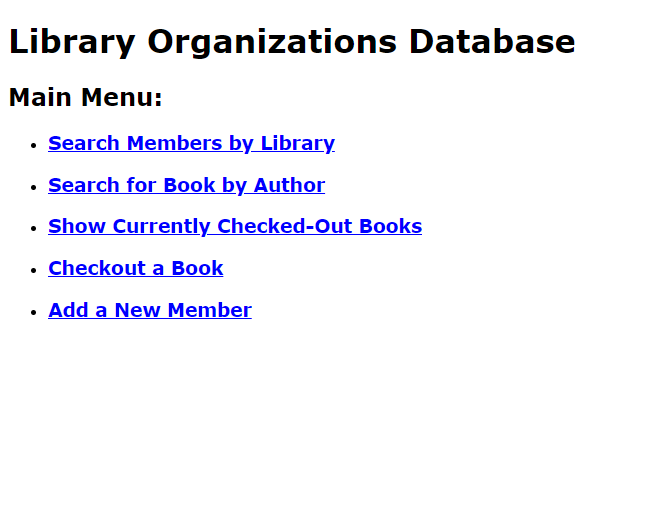 Library Organizations Database
Main Menu:
Search Members by Library
Search for Book by Author
Show Currently Checked-Out Books
Checkout a Book
Add a New Member